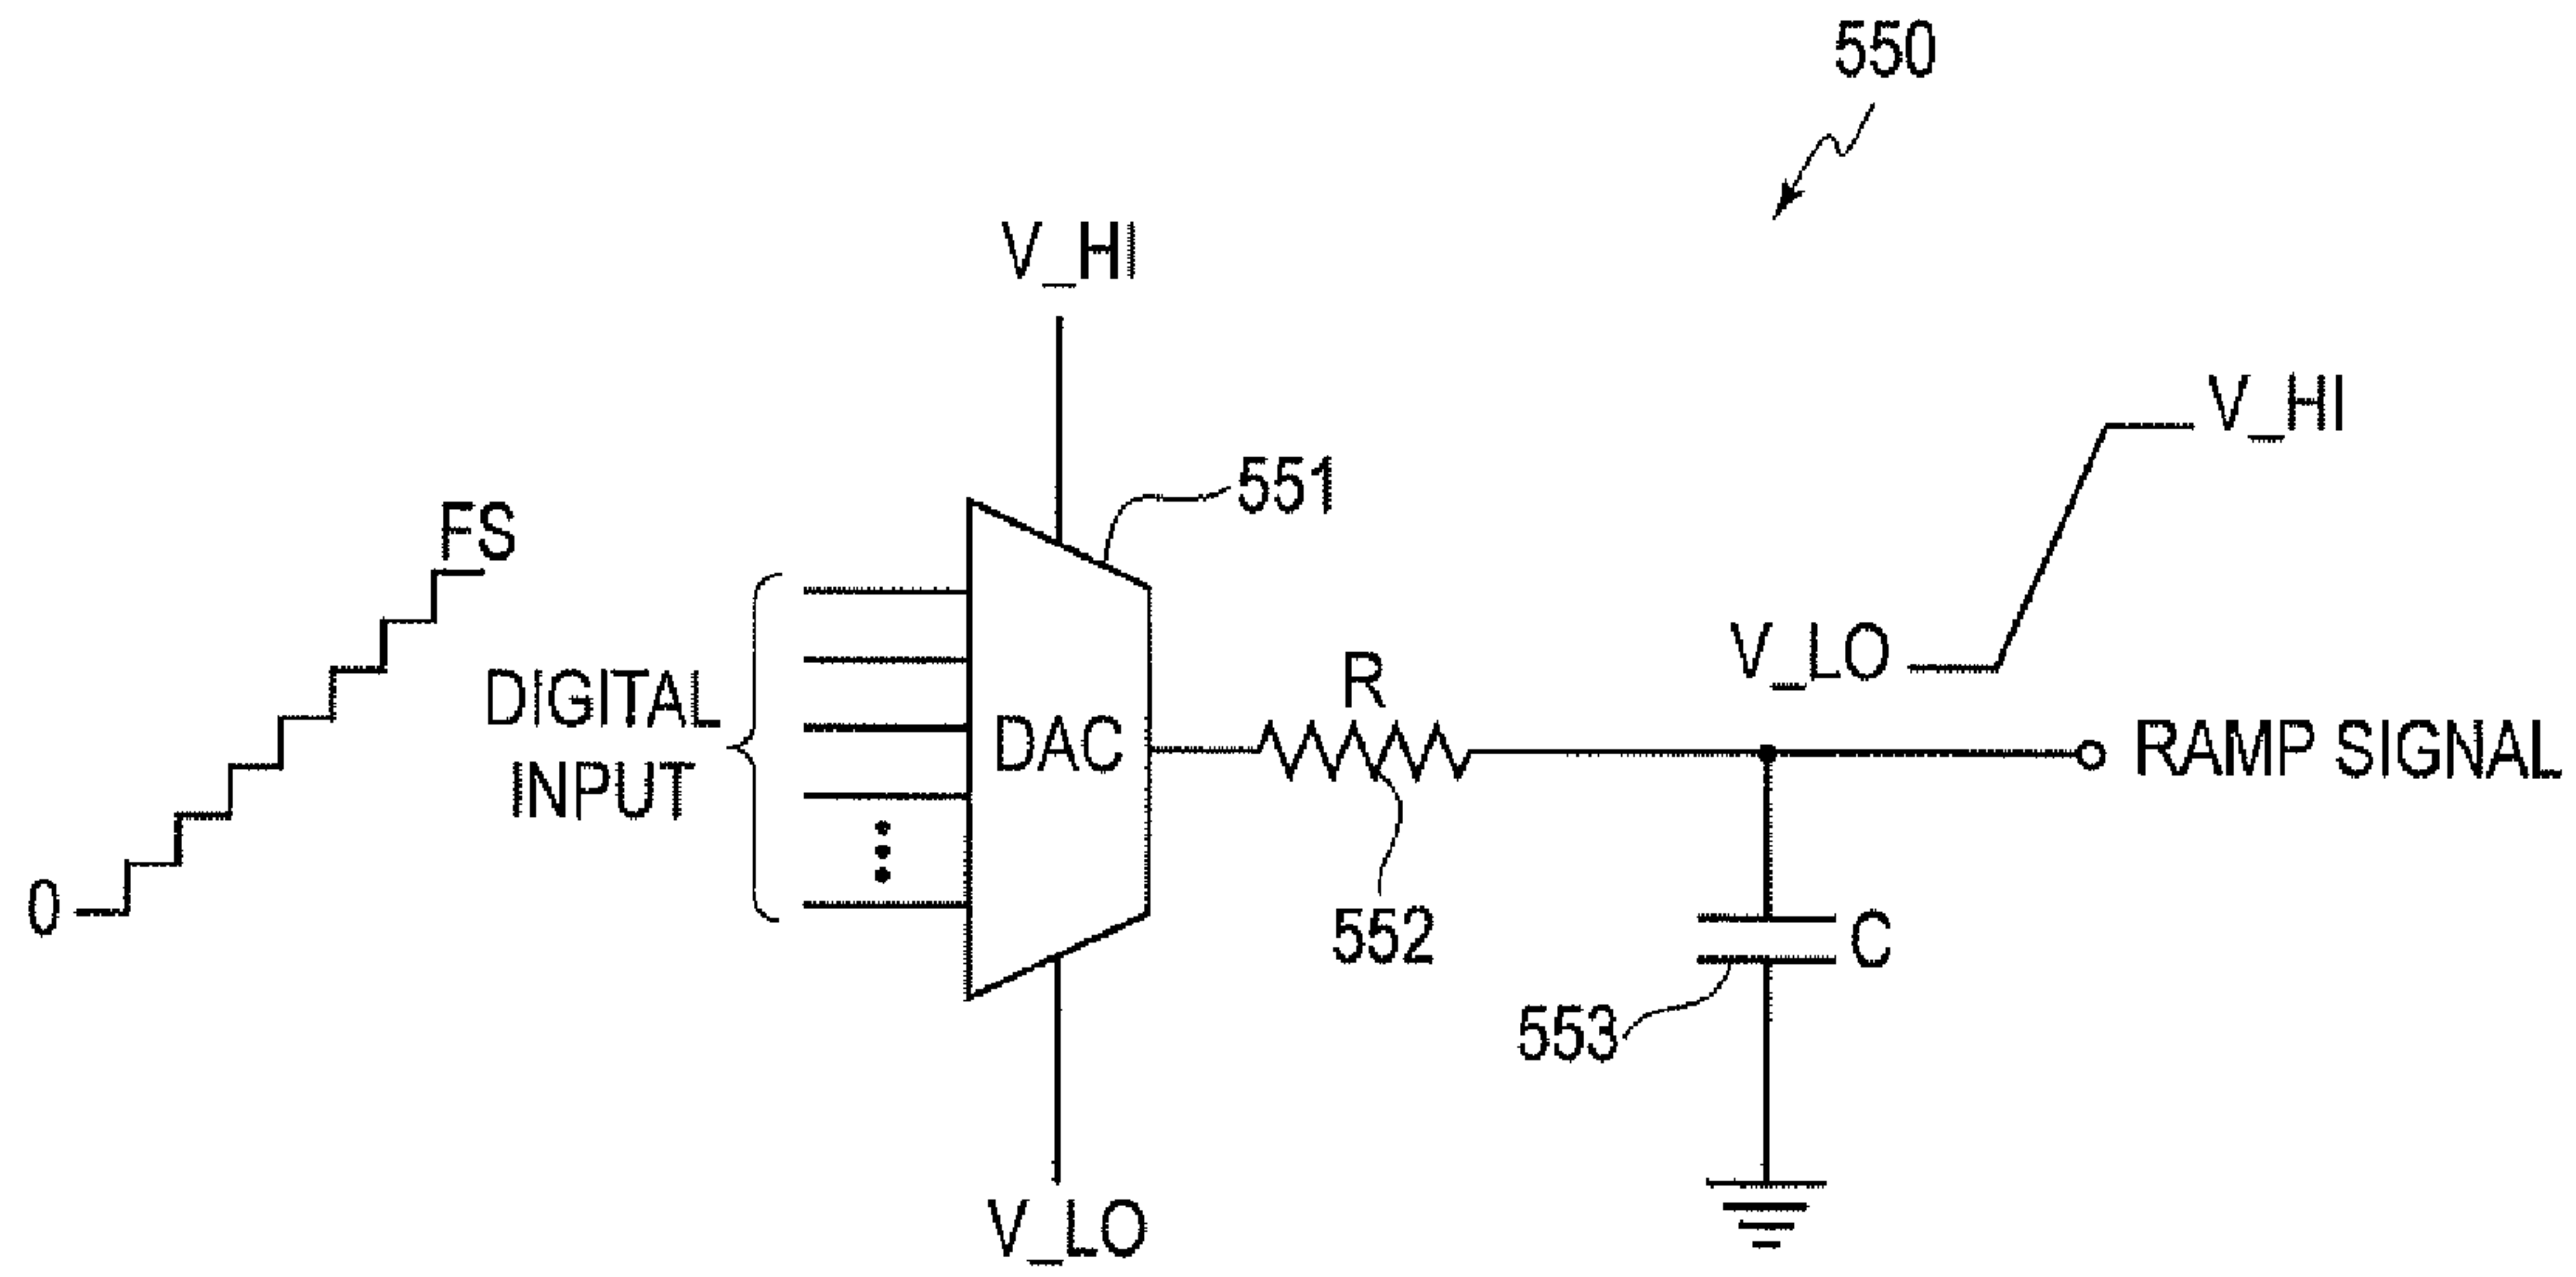 550
V_HI
551
V_HI
FS
V_LO
R
DIGITAL
INPUT
DAC
RAMP SIGNAL
0
552
C
553
V_LO